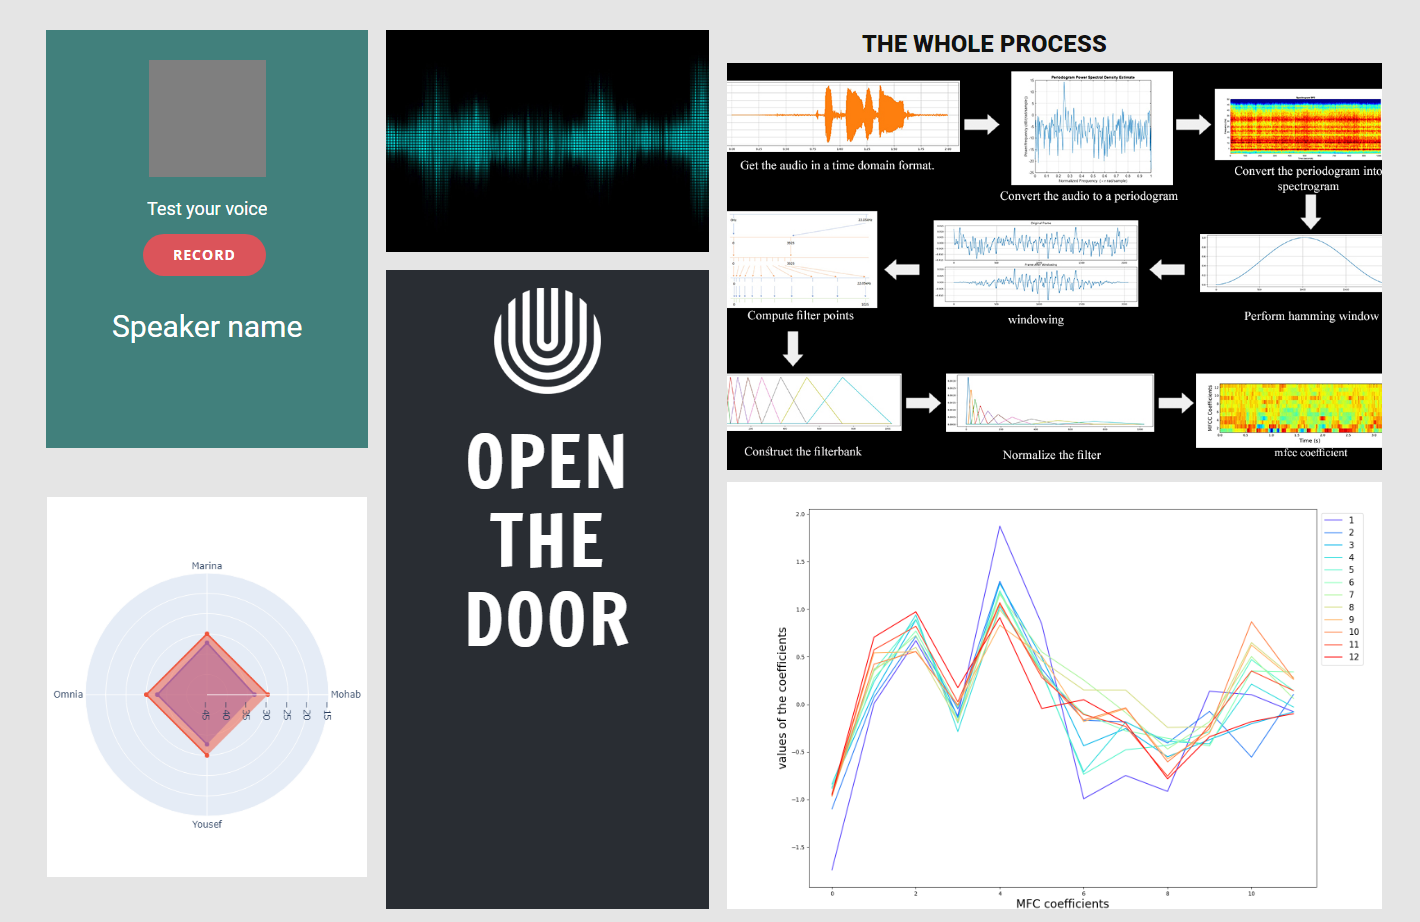 Test your voice
RECORD
Speaker name
Marina
Omnia
Mohab
-45
-40
-35
-30
-25
-20
-15
Yousef
OPEN
THE
DOOR
THE WHOLE PROCESS
Get the audio in a time domain format.
Periodogram Power Spectral Density Estimate
Convert the audio to a periodogram
Convert the periodogram into
spectrogram
Perform hamming window
windowing
Compute filter points
Construct the filterbank
Normalize the filter
MFCC Coefficients
Time (s)
mfcc coefficient
values of the coefficients
2.0
1.5
1.0
0.5
0.0
−0.5
−1.0
−1.5
0
2
4
6
8
10
MFC coefficients
1
2
3
4
5
6
7
8
9
10
11
12